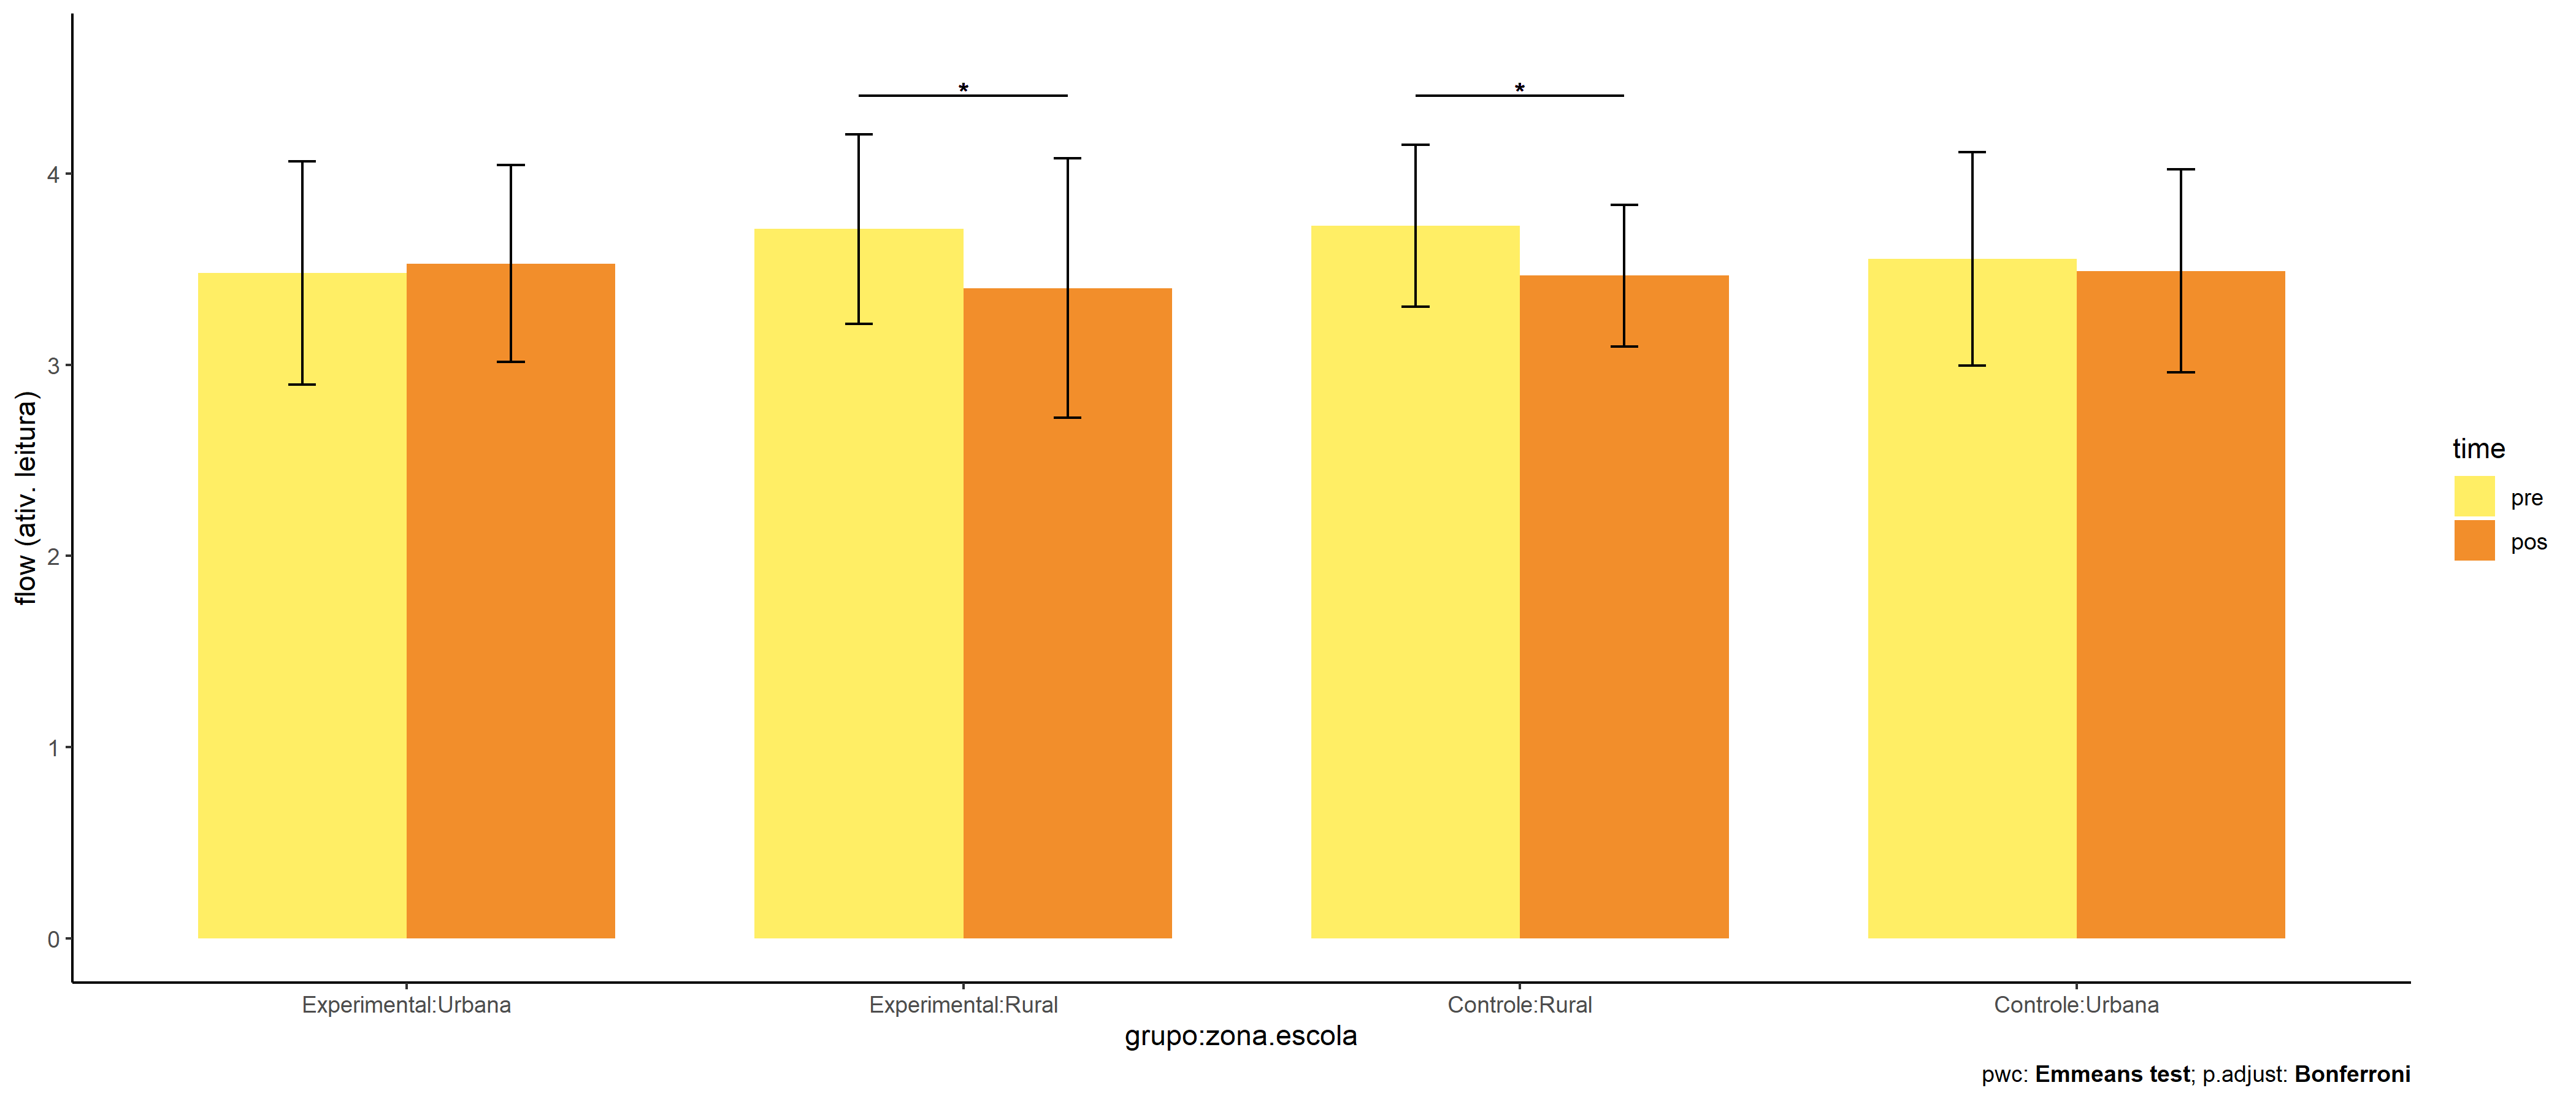 *
*
4
3
2
1
0
flow (ativ. leitura)
Experimental:Urbana
Experimental:Rural
Controle:Rural
Controle:Urbana
grupo:zona.escola
time
pre
pos
pwc: Emmeans test; p.adjust: Bonferroni